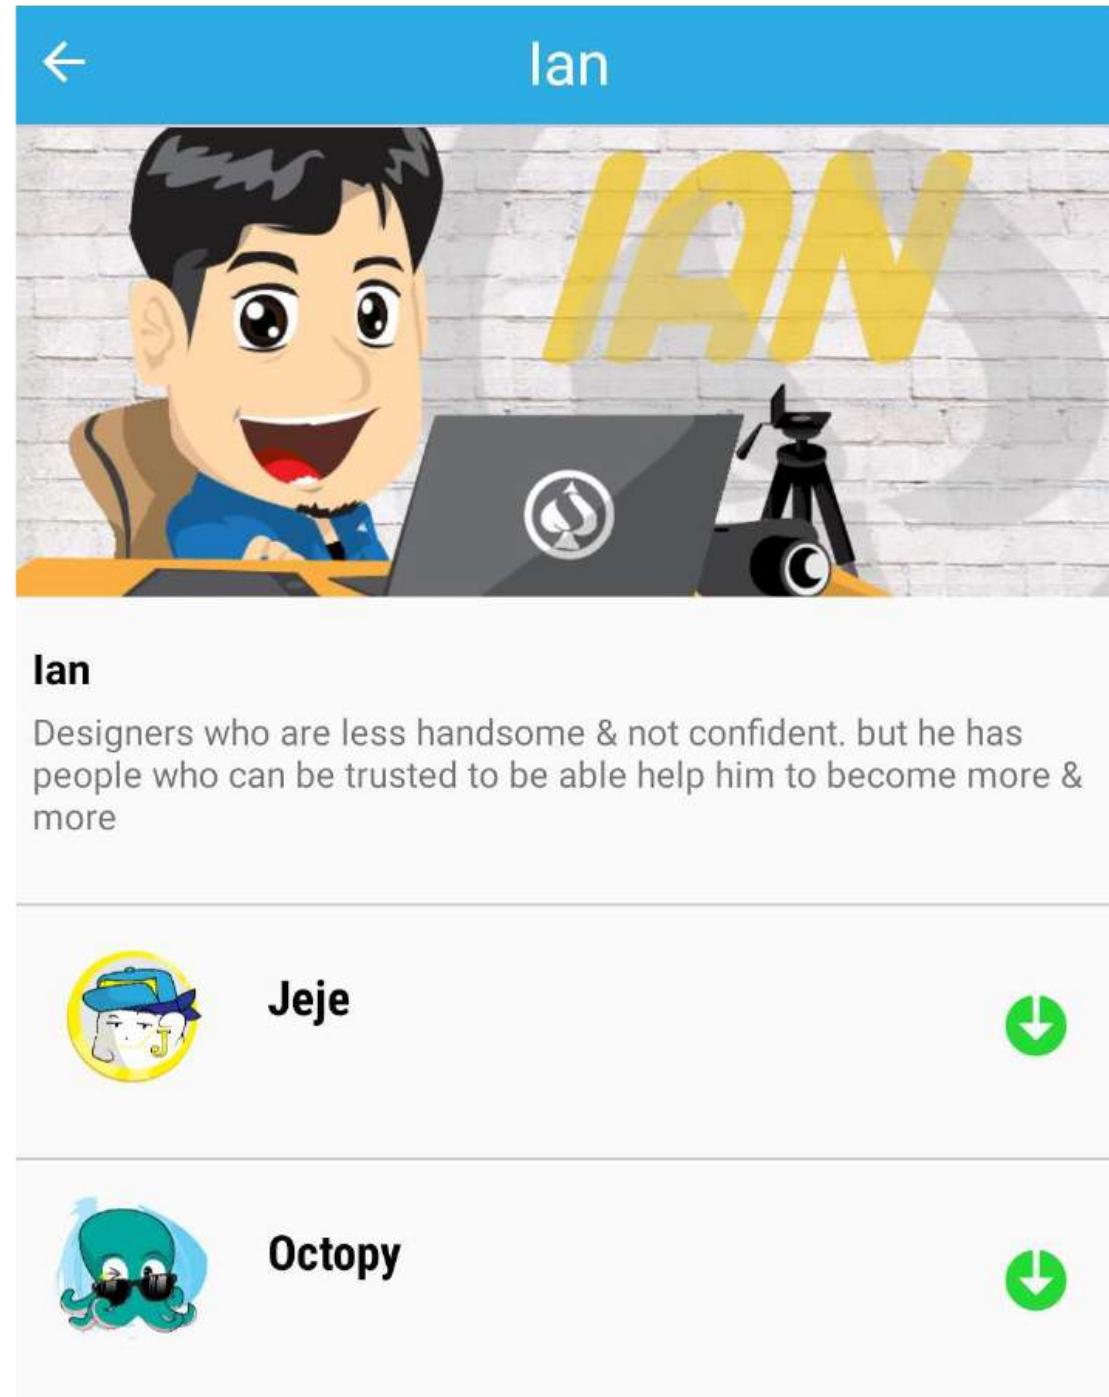 Ian
IAN
Ian
Designers who are less handsome & not confident. but he has
people who can be trusted to be able help him to become more &
more
Jeje
J
Octopy